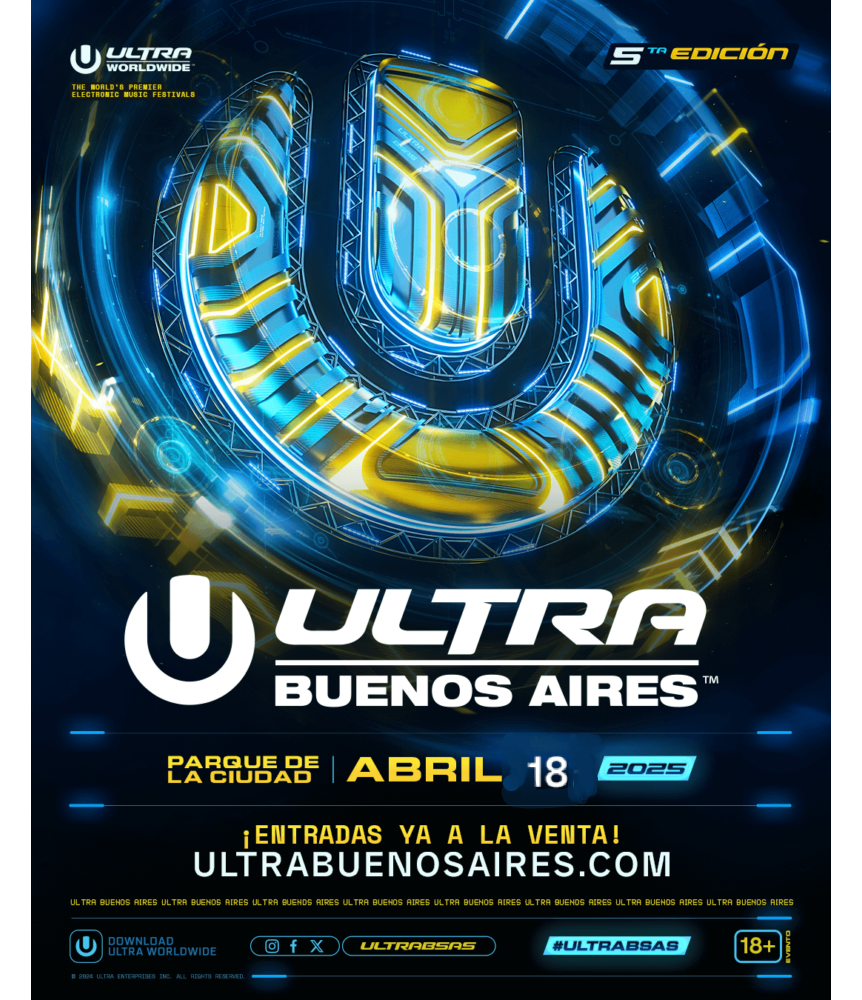 ULTRA
WORLDWIDE™
THE WORLD'S PREMIER
ELECTRONIC MUSIC FESTIVALS
5TA EDICIÓN
ULTRA
BUENOS AIRES™
PARQUE DE
LA CIUDAD
ABRIL 18 2025
¡ENTRADAS YA A LA VENTA!
ULTRABUENOSAIRES.COM
ULTRA BUENOS AIRES ULTRA BUENOS AIRES ULTRA BUENOS AIRES ULTRA BUENOS AIRES ULTRA BUENOS AIRES ULTRA BUENOS AIRES ULTRA BUENOS AIRES ULTRA BUENOS AIRES
DOWNLOAD
ULTRA WORLDWIDE
ULTRABSAS
#ULTRABSAS
18+
EVENTO
© 2024 ULTRA ENTERPRISES INC. ALL RIGHTS RESERVED.